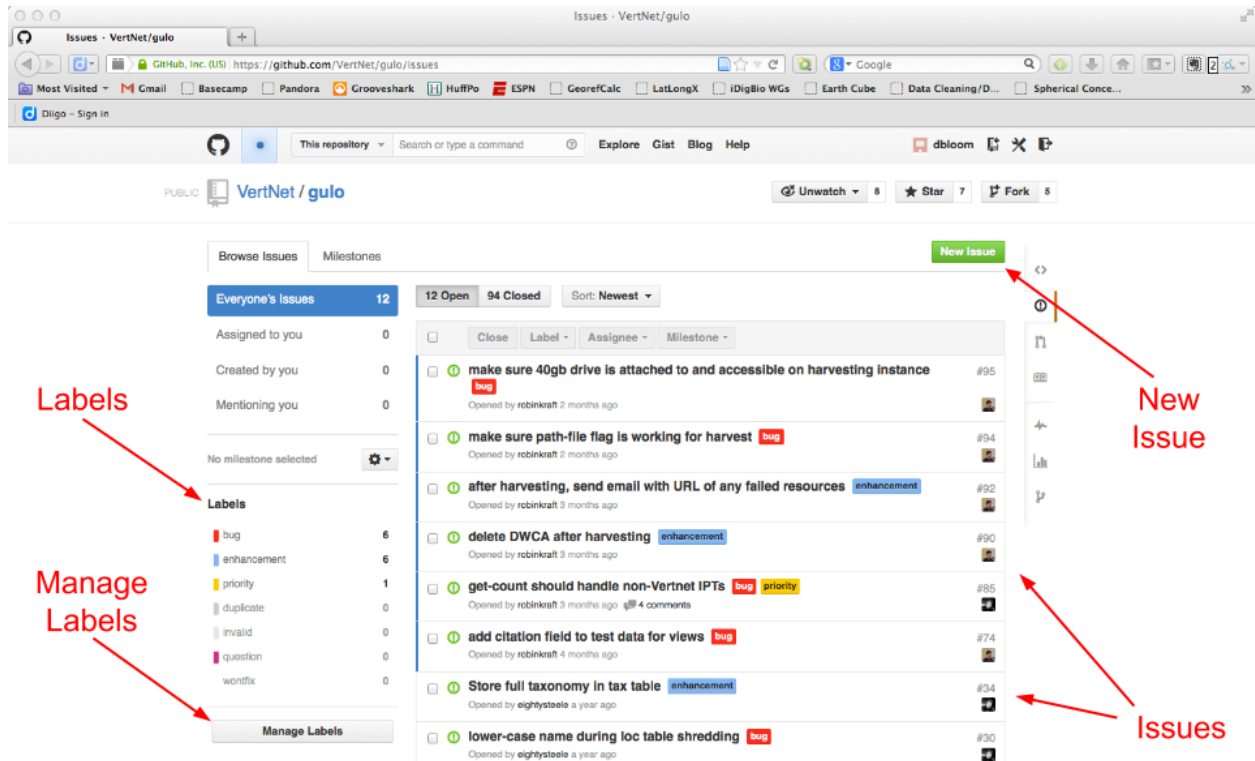 Issues · VertNet/gulo
Issues · VertNet/gulo
GitHub, Inc. (US) https://github.com/VertNet/gulo/issues
Google
2
Most Visited Gmail Basecamp Pandora Grooveshark HuffPo ESPN GeorefCalc LatLongX iDigBio WGs Earth Cube Data Cleaning/D... Spherical Conce...
Diigo - Sign in
This repository Search or type a command Explore Gist Blog Help dbloom
PUBLIC VertNet / gulo Unwatch 8 Star 7 Fork 5
Browse Issues Milestones New Issue
Everyone's Issues 12
Assigned to you 0
Created by you 0
Mentioning you 0
No milestone selected
Labels
bug 6
enhancement 6
priority 1
duplicate 0
invalid 0
question 0
wontfix 0
Manage Labels
12 Open 94 Closed Sort: Newest
Close Label Assignee Milestone
make sure 40gb drive is attached to and accessible on harvesting instance #95
bug
Opened by robinkraft 2 months ago
make sure path-file flag is working for harvest bug #94
Opened by robinkraft 2 months ago
after harvesting, send email with URL of any failed resources enhancement #92
Opened by robinkraft 3 months ago
delete DWCA after harvesting enhancement #90
Opened by robinkraft 3 months ago
get-count should handle non-Vertnet IPTs bug priority #85
Opened by robinkraft 3 months ago 4 comments
add citation field to test data for views bug #74
Opened by robinkraft 4 months ago
Store full taxonomy in tax table enhancement #34
Opened by eightysteele a year ago
lower-case name during loc table shredding bug #30
Opened by eightysteele a year ago
Labels
Manage
Labels
New
Issue
Issues